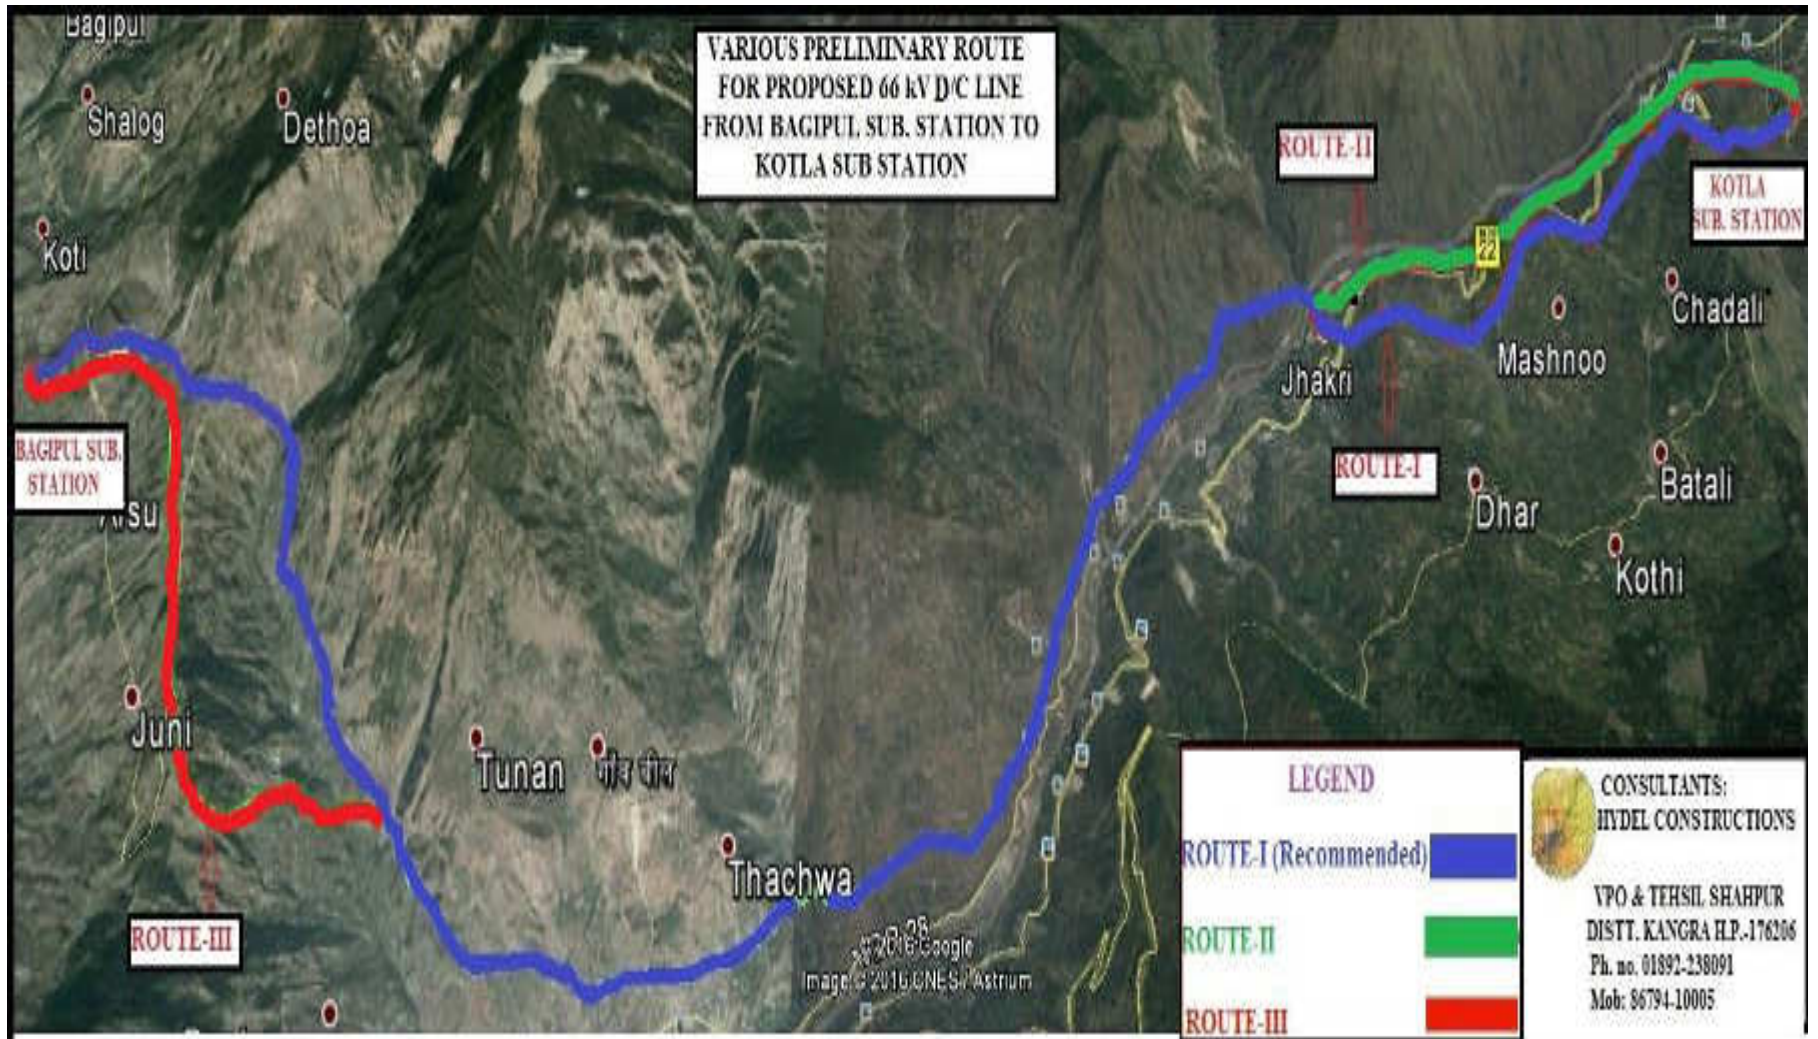 Bagipul
Shalog
Dethoa
Koti
VARIOUS PRELIMINARY ROUTE
FOR PROPOSED 66 kV D/C LINE
FROM BAGIPUL SUB. STATION TO
KOTLA SUB STATION
ROUTE-II
KOTLA
SUB. STATION
22
Chadali
Mashnoo
Jhakri
ROUTE-I
Batali
Dhar
Kothi
BAGIPUL SUB.
STATION
Juni
Tunan
Thachwa
ROUTE-III
© 2016 Google
Image © 2016 CNES / Astrium
LEGEND
ROUTE-I (Recommended)
ROUTE-II
ROUTE-III
CONSULTANTS:
HYDEL CONSTRUCTIONS
VPO & TEHSIL SHAHPUR
DISTT. KANGRA H.P.-176206
Ph. no. 01892-238091
Mob: 86794-10005